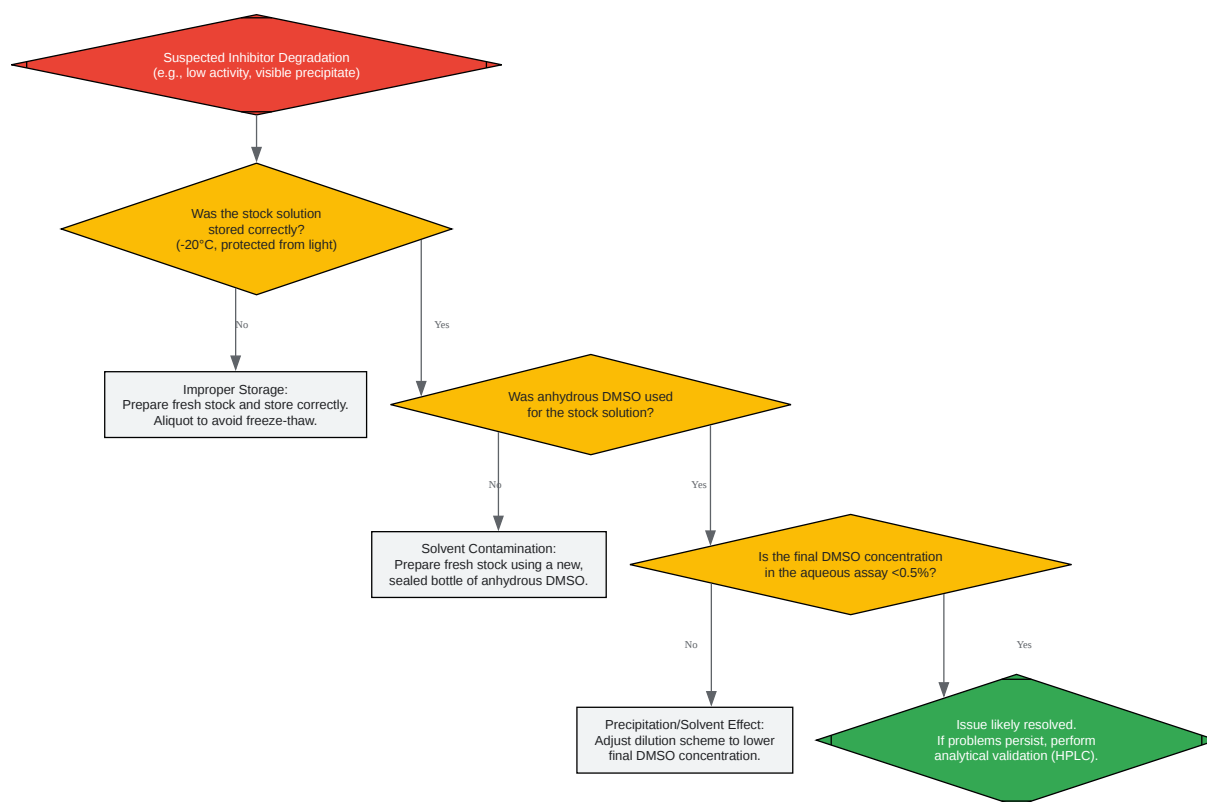 Suspected Inhibitor Degradation
(e.g., low activity, visible precipitate)
Was the stock solution
stored correctly?
(-20°C, protected from light)
No
Yes
Improper Storage:
Prepare fresh stock and store correctly.
Aliquot to avoid freeze-thaw.
Was anhydrous DMSO used
for the stock solution?
No
Yes
Solvent Contamination:
Prepare fresh stock using a new,
sealed bottle of anhydrous DMSO.
Is the final DMSO concentration
in the aqueous assay <0.5%?
No
Yes
Precipitation/Solvent Effect:
Adjust dilution scheme to lower
final DMSO concentration.
Issue likely resolved.
If problems persist, perform
analytical validation (HPLC).